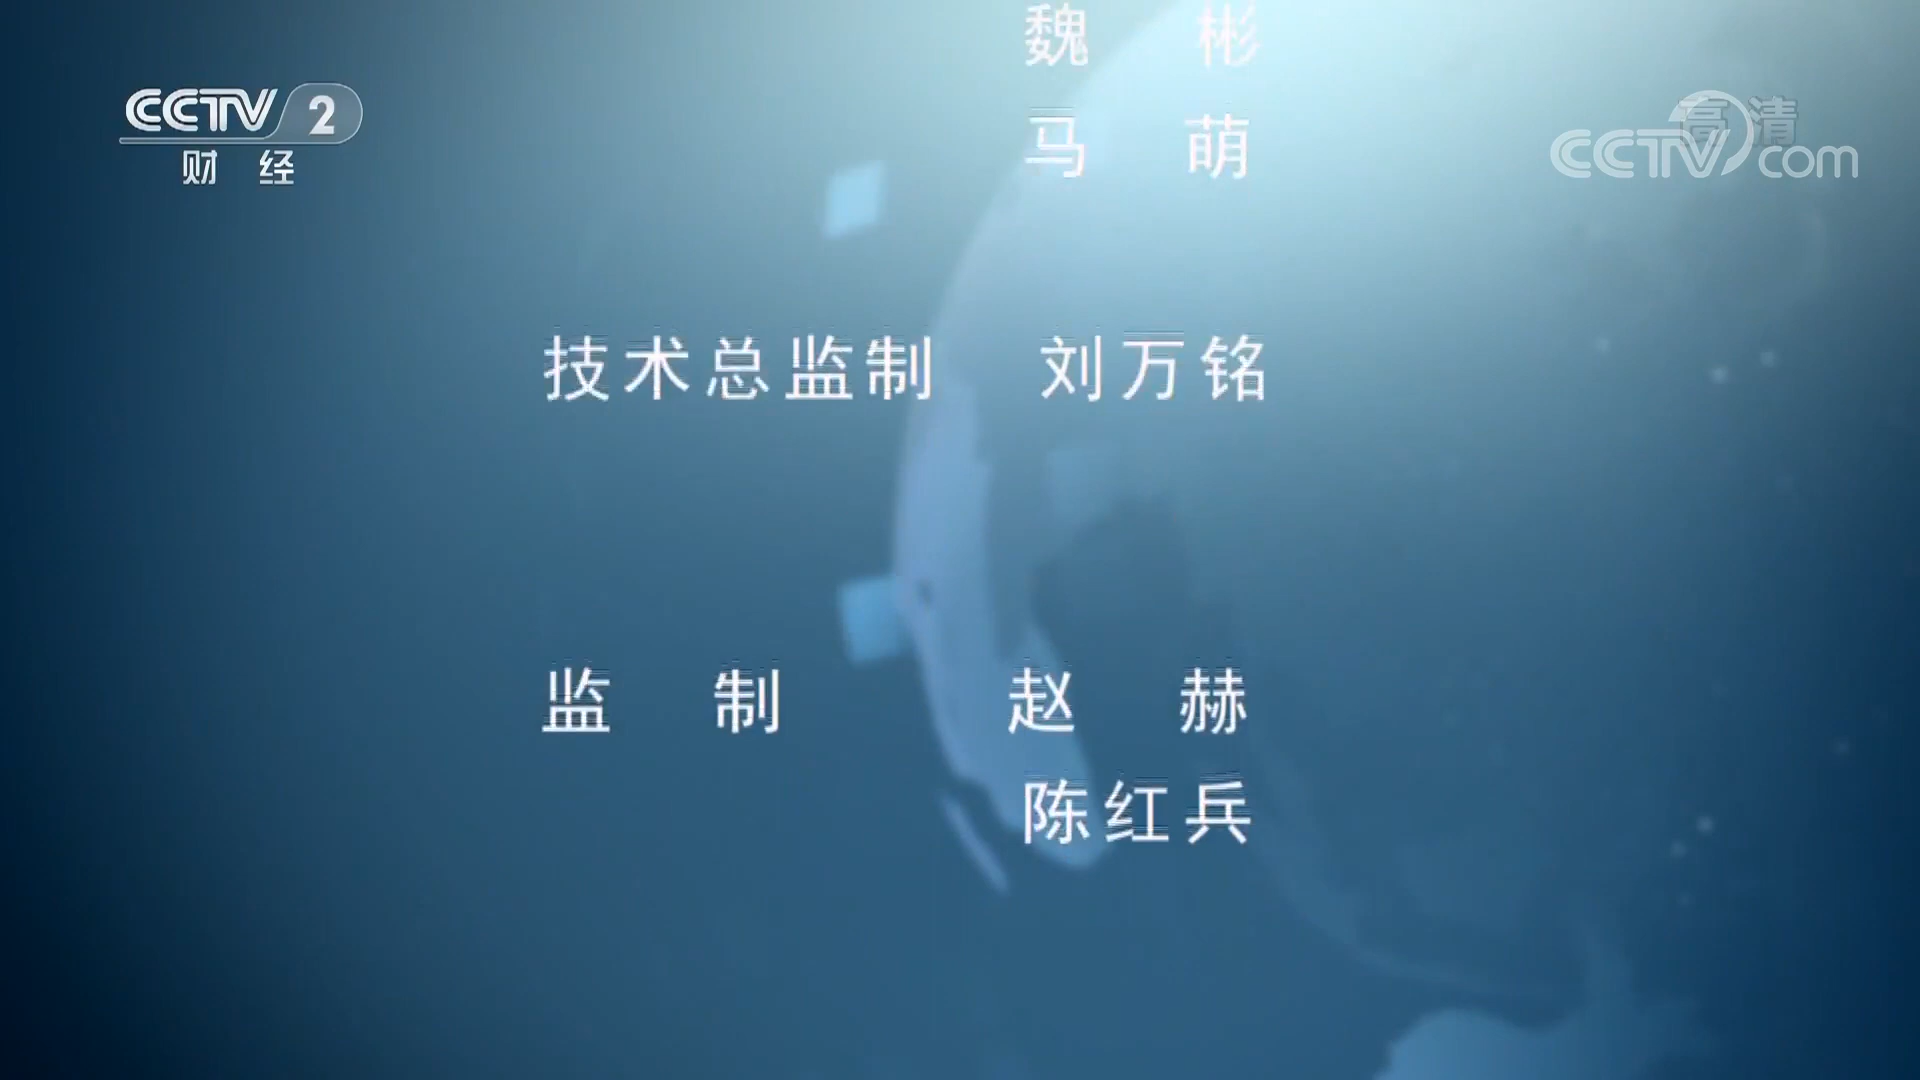 魏 彬
CCTV 2
财 经
高清
CCTV.com
马 萌
技术总监制 刘万铭
监 制 赵 赫
陈红兵